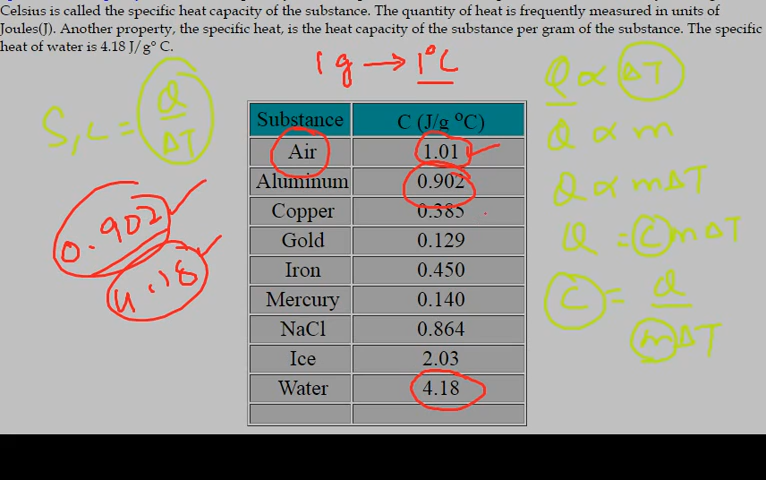 Celsius is called the specific heat capacity of the substance. The quantity of heat is frequently measured in units of
Joules(J). Another property, the specific heat, is the heat capacity of the substance per gram of the substance. The specific
heat of water is 4.18 J/g° C.
1 g → 1°C
Q ∝ ΔT
S,C = Q/ΔT
Substance C (J/g °C)
Air 1.01
Q ∝ m
Aluminum 0.902
Q ∝ mΔT
0.902
Copper 0.385
Gold 0.129
Q = CmΔT
4.18
Iron 0.450
Mercury 0.140
C = Q/mΔT
NaCl 0.864
Ice 2.03
Water 4.18